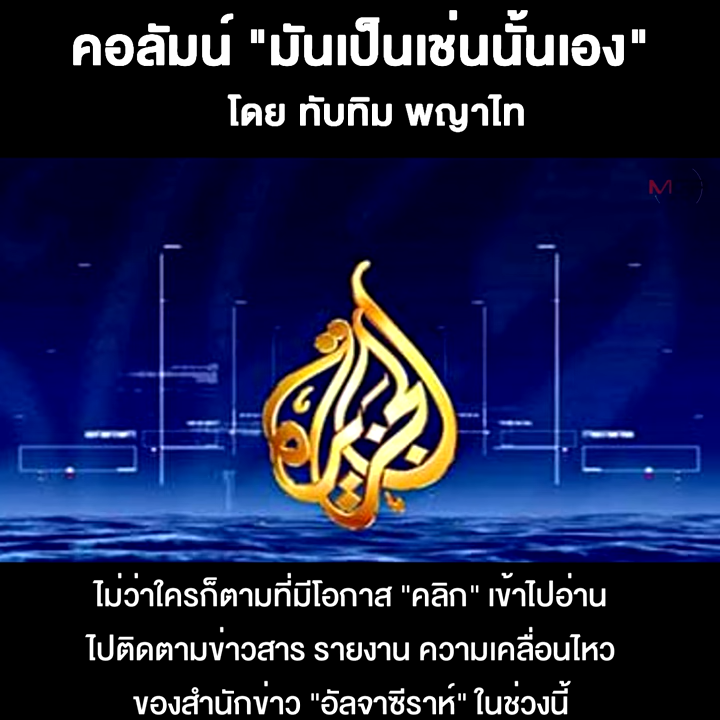 คอลัมน์ "มันเป็นเช่นนั้นเอง"
โดย ทับทิม พญาไท
M
الجزيرة
ไม่ว่าใครก็ตามที่มีโอกาส "คลิก" เข้าไปอ่าน
ไปติดตามข่าวสาร รายงาน ความเคลื่อนไหว
ของสำนักข่าว "อัลจาซีราห์" ในช่วงนี้